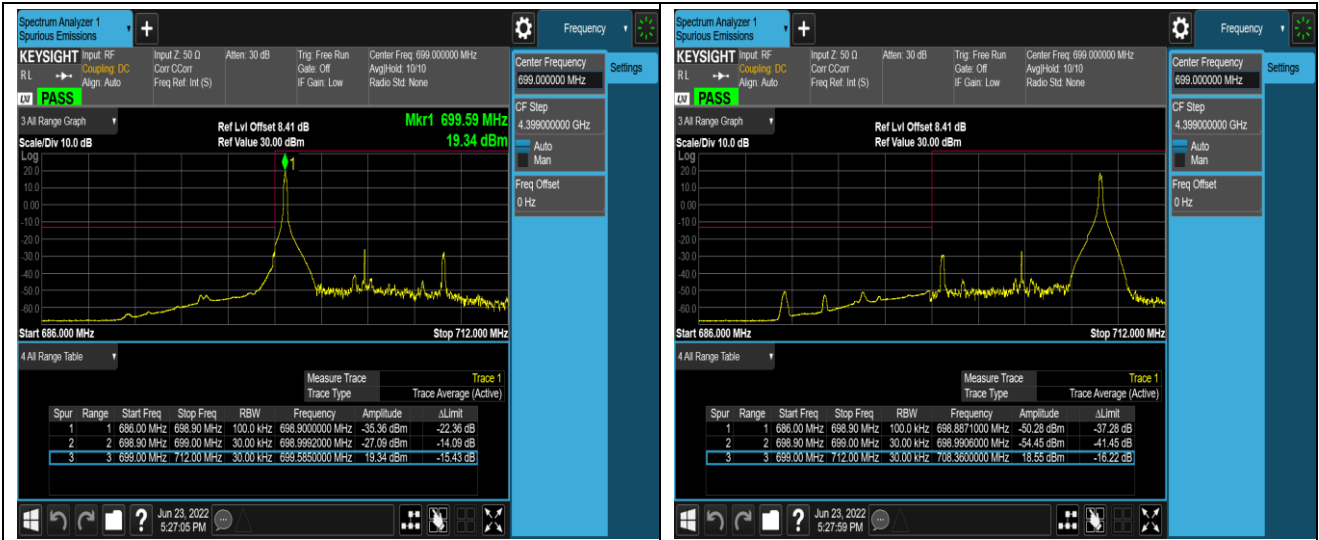 Spectrum Analyzer 1
Spurious Emissions
+
Frequency
KEYSIGHT Input: RF Input Z: 50 Ω Atten: 30 dB Trig: Free Run Center Freq: 699.000000 MHz
RL Coupling: DC Corr CCorr Gate: Off Avg|Hold: 10/10
Align: Auto Freq Ref: Int (S) IF Gain: Low Radio Std: None
PASS
Center Frequency
699.000000 MHz
Settings
CF Step
4.399000000 GHz
Auto
Man
Freq Offset
0 Hz
3 All Range Graph
Ref Lvl Offset 8.41 dB
Mkr1 699.59 MHz
Scale/Div 10.0 dB Ref Value 30.00 dBm 19.34 dBm
Log
1
20.0
10.0
0.00
-10.0
-20.0
-30.0
-40.0
-50.0
-60.0
Start 686.000 MHz Stop 712.000 MHz
4 All Range Table
Measure Trace Trace 1
Trace Type Trace Average (Active)
Spur Range Start Freq Stop Freq RBW Frequency Amplitude ΔLimit
1 1 686.00 MHz 698.90 MHz 100.0 kHz 698.9000000 MHz -35.36 dBm -22.36 dB
2 2 698.90 MHz 699.00 MHz 30.00 kHz 698.9992000 MHz -27.09 dBm -14.09 dB
3 3 699.00 MHz 712.00 MHz 30.00 kHz 699.5850000 MHz 19.34 dBm -15.43 dB
?
Jun 23, 2022
5:27:05 PM
Spectrum Analyzer 1
Spurious Emissions
+
Frequency
KEYSIGHT Input: RF Input Z: 50 Ω Atten: 30 dB Trig: Free Run Center Freq: 699.000000 MHz
RL Coupling: DC Corr CCorr Gate: Off Avg|Hold: 10/10
Align: Auto Freq Ref: Int (S) IF Gain: Low Radio Std: None
PASS
Center Frequency
699.000000 MHz
Settings
CF Step
4.399000000 GHz
Auto
Man
Freq Offset
0 Hz
3 All Range Graph
Ref Lvl Offset 8.41 dB
Scale/Div 10.0 dB Ref Value 30.00 dBm
Log
20.0
10.0
0.00
-10.0
-20.0
-30.0
-40.0
-50.0
-60.0
Start 686.000 MHz Stop 712.000 MHz
4 All Range Table
Measure Trace Trace 1
Trace Type Trace Average (Active)
Spur Range Start Freq Stop Freq RBW Frequency Amplitude ΔLimit
1 1 686.00 MHz 698.90 MHz 100.0 kHz 698.8871000 MHz -50.28 dBm -37.28 dB
2 2 698.90 MHz 699.00 MHz 30.00 kHz 698.9906000 MHz -54.45 dBm -41.45 dB
3 3 699.00 MHz 712.00 MHz 30.00 kHz 708.3600000 MHz 18.55 dBm -16.22 dB
?
Jun 23, 2022
5:27:59 PM